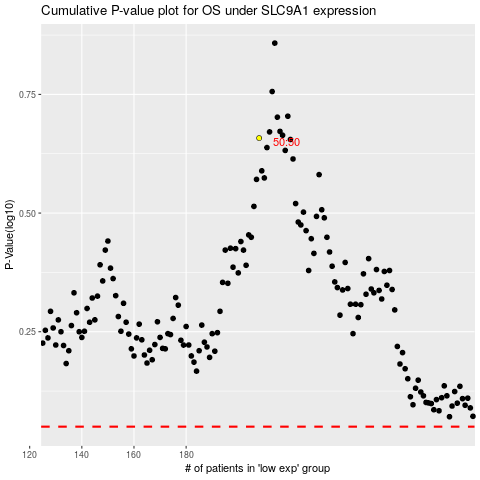 Cumulative P-value plot for OS under SLC9A1 expression
P-Value(log10)
0.75
0.50
0.25
50:50
120 140 160 180
# of patients in 'low exp' group